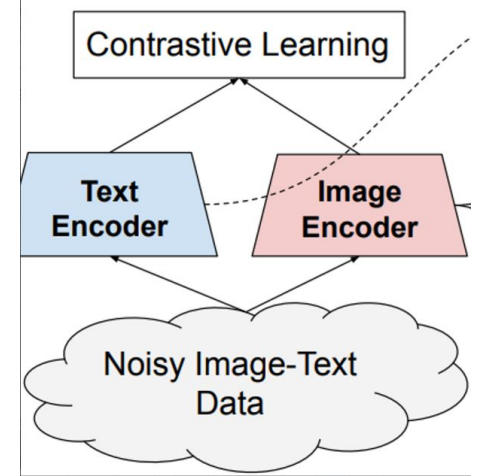 Contrastive Learning
Text
Encoder
Image
Encoder
Noisy Image-Text
Data